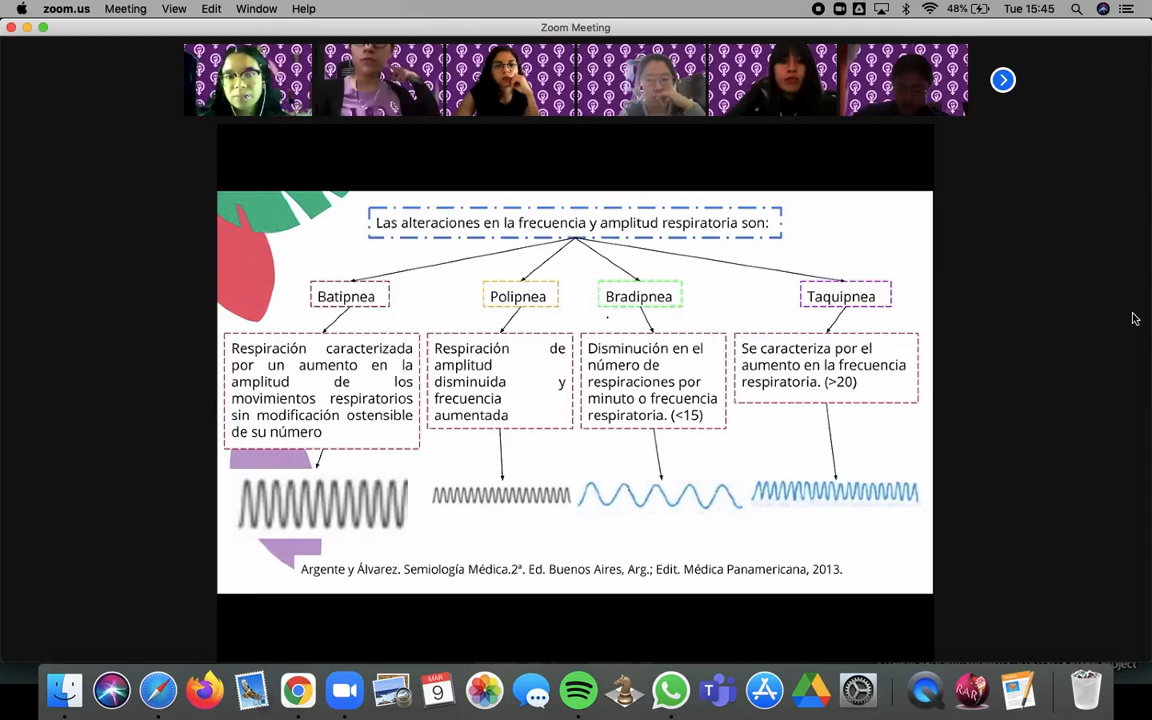 zoom.us Meeting View Edit Window Help 48% Tue 15:45
Zoom Meeting
Las alteraciones en la frecuencia y amplitud respiratoria son:
Batipnea
Polipnea
Bradipnea
Taquipnea
Respiración caracterizada
por un aumento en la
amplitud de los
movimientos respiratorios
sin modificación ostensible
de su número
Respiración de
amplitud
disminuida y
frecuencia
aumentada
Disminución en el
número de
respiraciones por
minuto o frecuencia
respiratoria. (<15)
Se caracteriza por el
aumento en la frecuencia
respiratoria. (>20)
Argente y Álvarez. Semiología Médica.2ª. Ed. Buenos Aires, Arg.; Edit. Médica Panamericana, 2013.
MAR
9
RAR